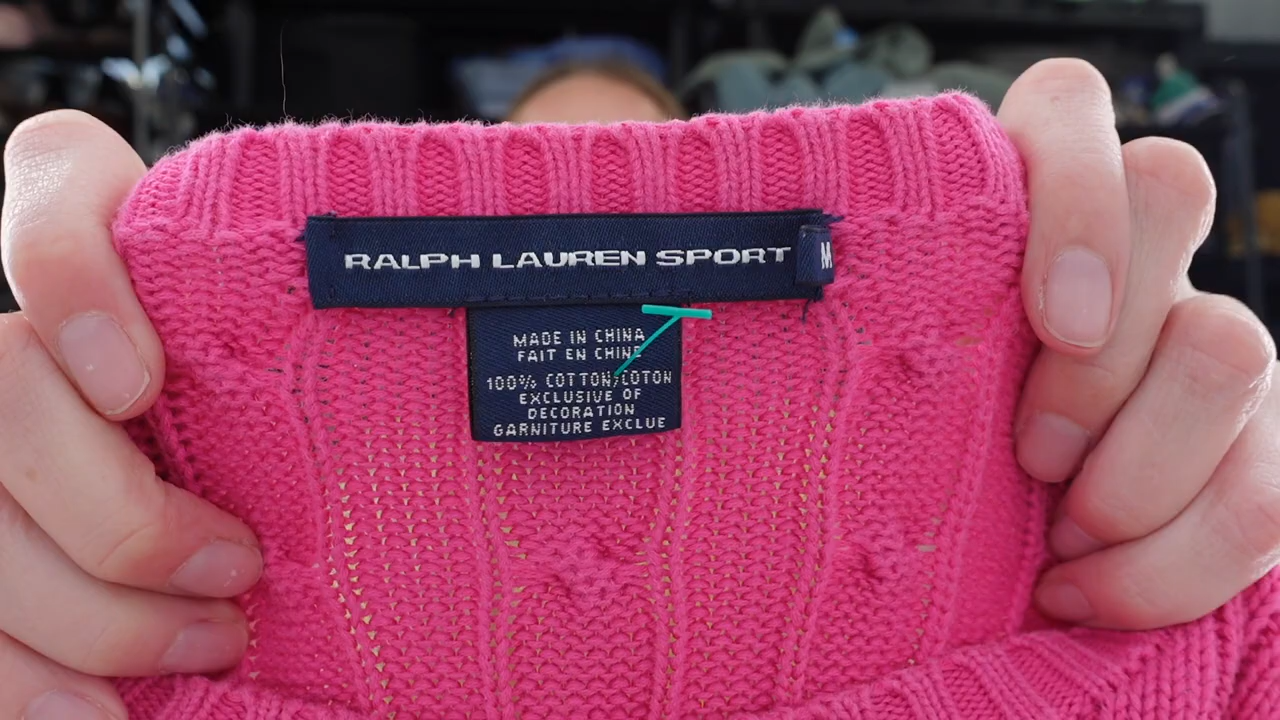 RALPH LAUREN SPORT
M
MADE IN CHINA
FAIT EN CHINE
100% COTTON/COTON
EXCLUSIVE OF
DECORATION
GARNITURE EXCLUE